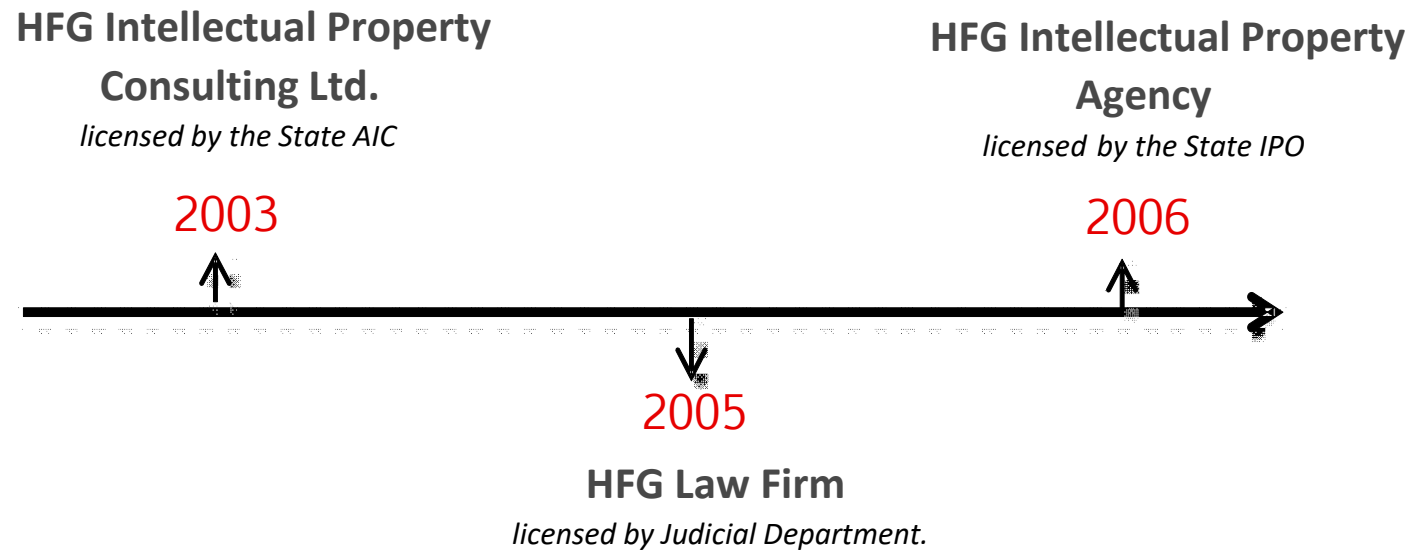 HFG Intellectual Property
Consulting Ltd.
licensed by the State AIC
2003
HFG Intellectual Property
Agency
licensed by the State IPO
2006
2005
HFG Law Firm
licensed by Judicial Department.